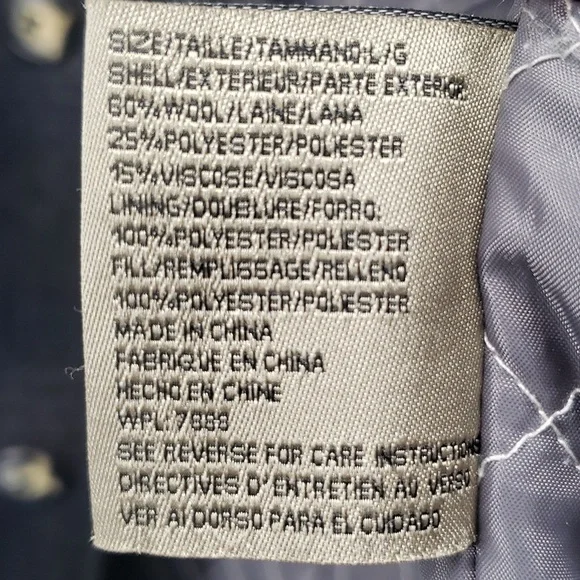 SIZE/TAILLE/TAMMANO:L/G
SHELL/EXTERIEUR/PARTE EXTERIOR:
60%WOOL/LAINE/LANA
25%POLYESTER/POLIESTER
15%VISCOSE/VISCOSA
LINING/DOUBLURE/FORRO:
100%POLYESTER/POLIESTER
FILL/REMPLISSAGE/RELLENO
100%POLYESTER/POLIESTER
MADE IN CHINA
FABRIQUE EN CHINA
HECHO EN CHINE
WPL:7888
SEE REVERSE FOR CARE INSTRUCTIONS
DIRECTIVES D'ENTRETIEN AU VERSO
VER AI DORSO PARA EL CUIDADO